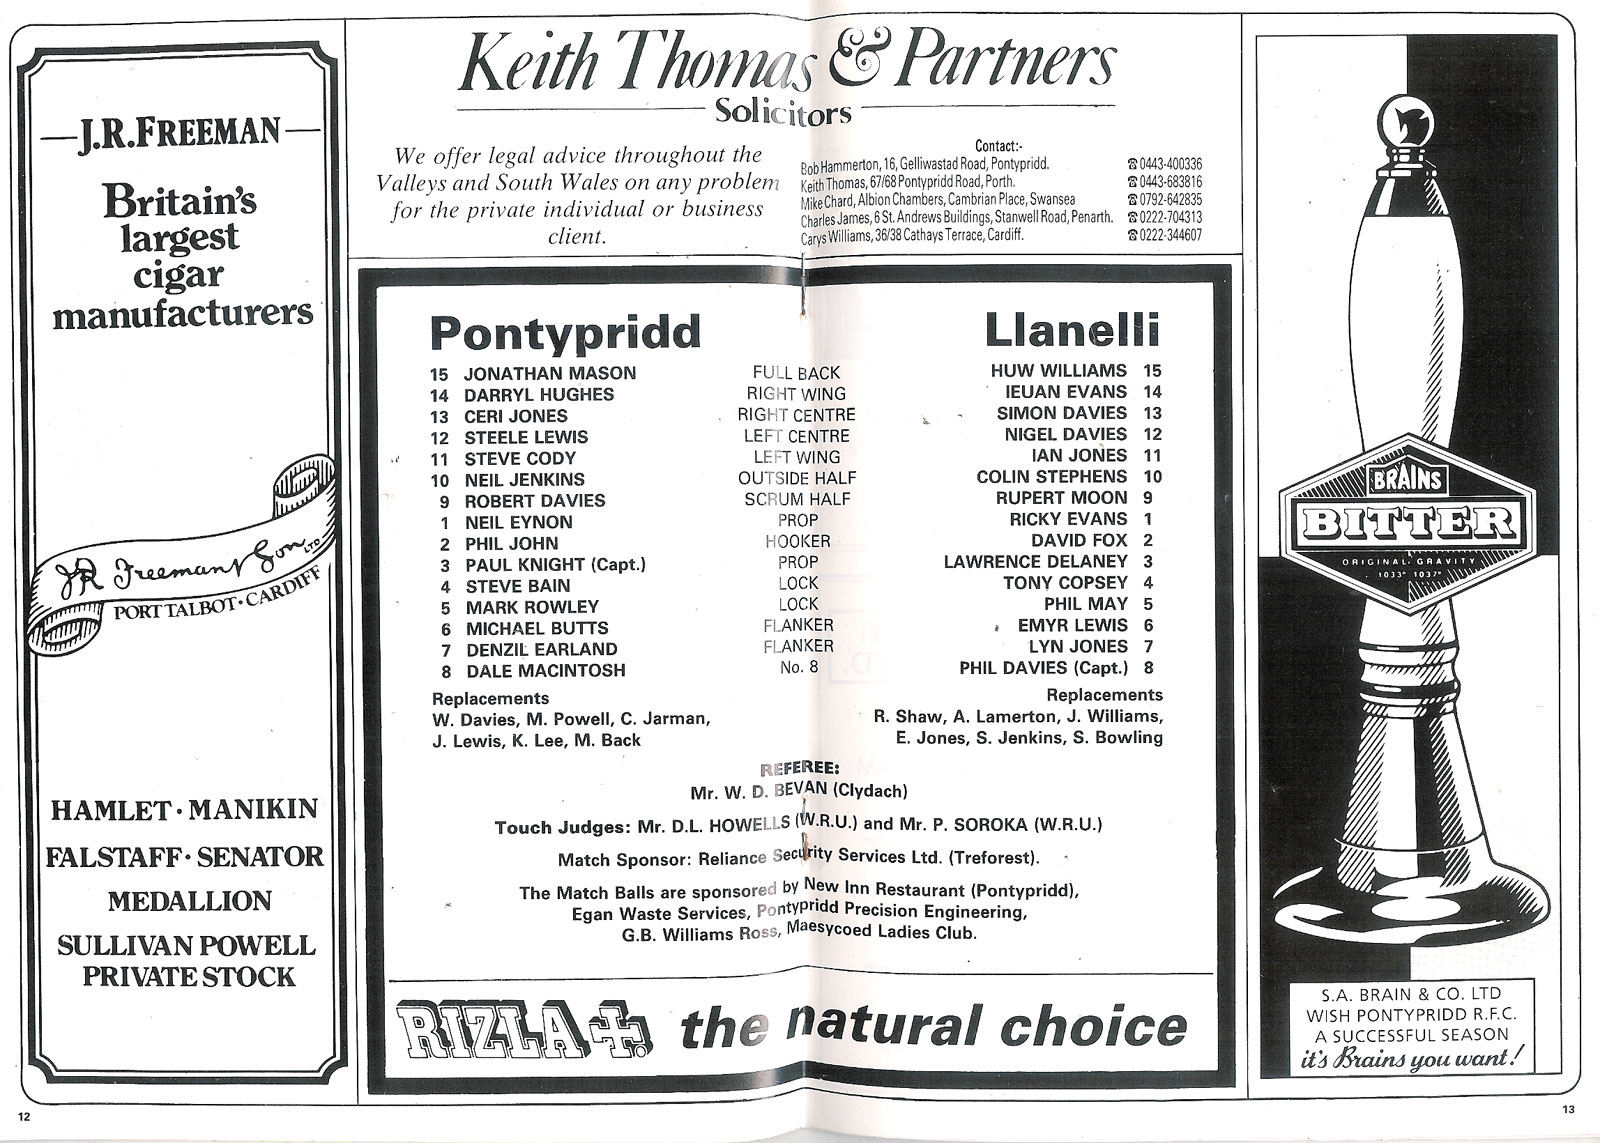 J.R.FREEMAN
Britain's
largest
cigar
manufacturers
JR Freeman & Son LTD
PORT TALBOT · CARDIFF
HAMLET · MANIKIN
FALSTAFF · SENATOR
MEDALLION
SULLIVAN POWELL
PRIVATE STOCK
12
Keith Thomas & Partners
Solicitors
We offer legal advice throughout the
Valleys and South Wales on any problem
for the private individual or business
client.
Contact:-
Bob Hammerton, 16, Gelliwastad Road, Pontypridd. ☎ 0443-400336
Keith Thomas, 67/68 Pontypridd Road, Porth. ☎ 0443-683816
Mike Chard, Albion Chambers, Cambrian Place, Swansea ☎ 0792-642835
Charles James, 6 St. Andrews Buildings, Stanwell Road, Penarth. ☎ 0222-704313
Carys Williams, 36/38 Cathays Terrace, Cardiff. ☎ 0222-344607
Pontypridd Llanelli
15 JONATHAN MASON FULL BACK HUW WILLIAMS 15
14 DARRYL HUGHES RIGHT WING IEUAN EVANS 14
13 CERI JONES RIGHT CENTRE SIMON DAVIES 13
12 STEELE LEWIS LEFT CENTRE NIGEL DAVIES 12
11 STEVE CODY LEFT WING IAN JONES 11
10 NEIL JENKINS OUTSIDE HALF COLIN STEPHENS 10
9 ROBERT DAVIES SCRUM HALF RUPERT MOON 9
1 NEIL EYNON PROP RICKY EVANS 1
2 PHIL JOHN HOOKER DAVID FOX 2
3 PAUL KNIGHT (Capt.) PROP LAWRENCE DELANEY 3
4 STEVE BAIN LOCK TONY COPSEY 4
5 MARK ROWLEY LOCK PHIL MAY 5
6 MICHAEL BUTTS FLANKER EMYR LEWIS 6
7 DENZIL EARLAND FLANKER LYN JONES 7
8 DALE MACINTOSH No. 8 PHIL DAVIES (Capt.) 8
Replacements
W. Davies, M. Powell, C. Jarman,
J. Lewis, K. Lee, M. Back
Replacements
R. Shaw, A. Lamerton, J. Williams,
E. Jones, S. Jenkins, S. Bowling
REFEREE:
Mr. W. D. BEVAN (Clydach)
Touch Judges: Mr. D.L. HOWELLS (W.R.U.) and Mr. P. SOROKA (W.R.U.)
Match Sponsor: Reliance Security Services Ltd. (Treforest).
The Match Balls are sponsored by New Inn Restaurant (Pontypridd),
Egan Waste Services, Pontypridd Precision Engineering,
G.B. Williams Ross, Maesycoed Ladies Club.
RIZLA+. the natural choice
BRAINS
BITTER
ORIGINAL GRAVITY
1033° 1037°
S.A. BRAIN & CO. LTD
WISH PONTYPRIDD R.F.C.
A SUCCESSFUL SEASON
it's Brains you want!
13